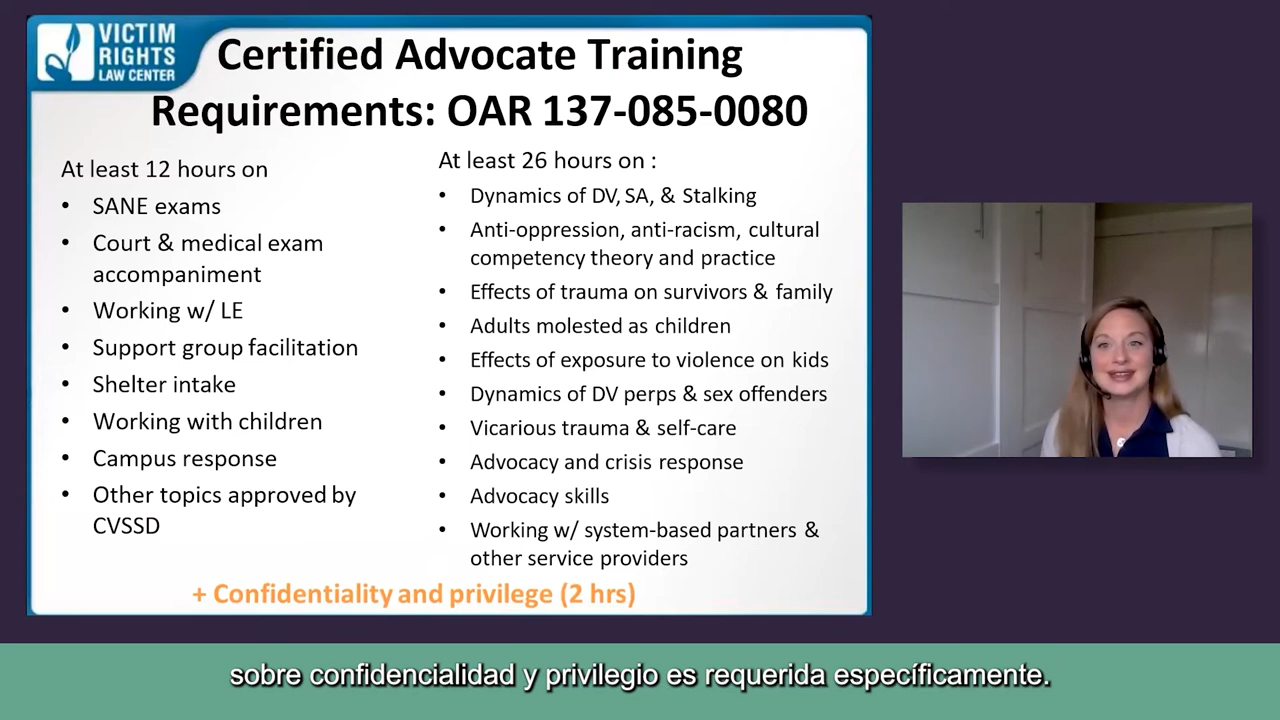 VICTIM
RIGHTS
LAW CENTER
Certified Advocate Training
Requirements: OAR 137-085-0080
At least 12 hours on
• SANE exams
• Court & medical exam
accompaniment
• Working w/ LE
• Support group facilitation
• Shelter intake
• Working with children
• Campus response
• Other topics approved by
CVSSD
At least 26 hours on :
• Dynamics of DV, SA, & Stalking
• Anti-oppression, anti-racism, cultural
competency theory and practice
• Effects of trauma on survivors & family
• Adults molested as children
• Effects of exposure to violence on kids
• Dynamics of DV perps & sex offenders
• Vicarious trauma & self-care
• Advocacy and crisis response
• Advocacy skills
• Working w/ system-based partners &
other service providers
+ Confidentiality and privilege (2 hrs)
sobre confidencialidad y privilegio es requerida específicamente.